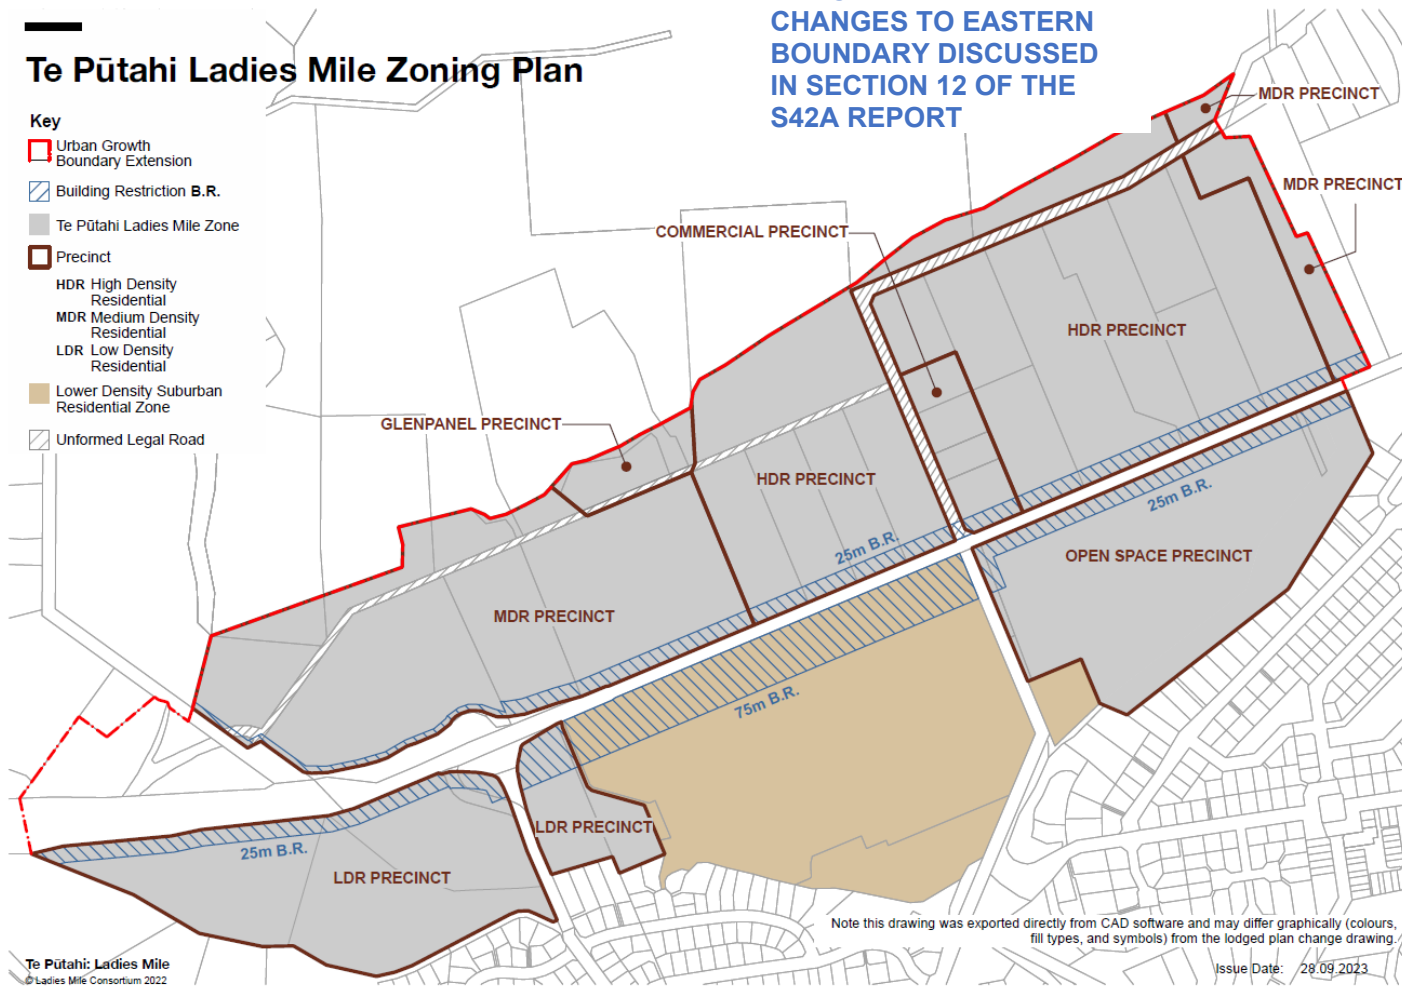 CHANGES TO EASTERN
BOUNDARY DISCUSSED
IN SECTION 12 OF THE
S42A REPORT
Te Pūtahi Ladies Mile Zoning Plan
Key
Urban Growth
Boundary Extension
Building Restriction B.R.
Te Pūtahi Ladies Mile Zone
Precinct
HDR High Density
Residential
MDR Medium Density
Residential
LDR Low Density
Residential
Lower Density Suburban
Residential Zone
Unformed Legal Road
MDR PRECINCT
MDR PRECINCT
COMMERCIAL PRECINCT
HDR PRECINCT
GLENPANEL PRECINCT
HDR PRECINCT
25m B.R.
25m B.R.
OPEN SPACE PRECINCT
MDR PRECINCT
75m B.R.
LDR PRECINCT
25m B.R.
LDR PRECINCT
Note this drawing was exported directly from CAD software and may differ graphically (colours,
fill types, and symbols) from the lodged plan change drawing.
Te Pūtahi: Ladies Mile
© Ladies Mile Consortium 2022
Issue Date: 28.09.2023